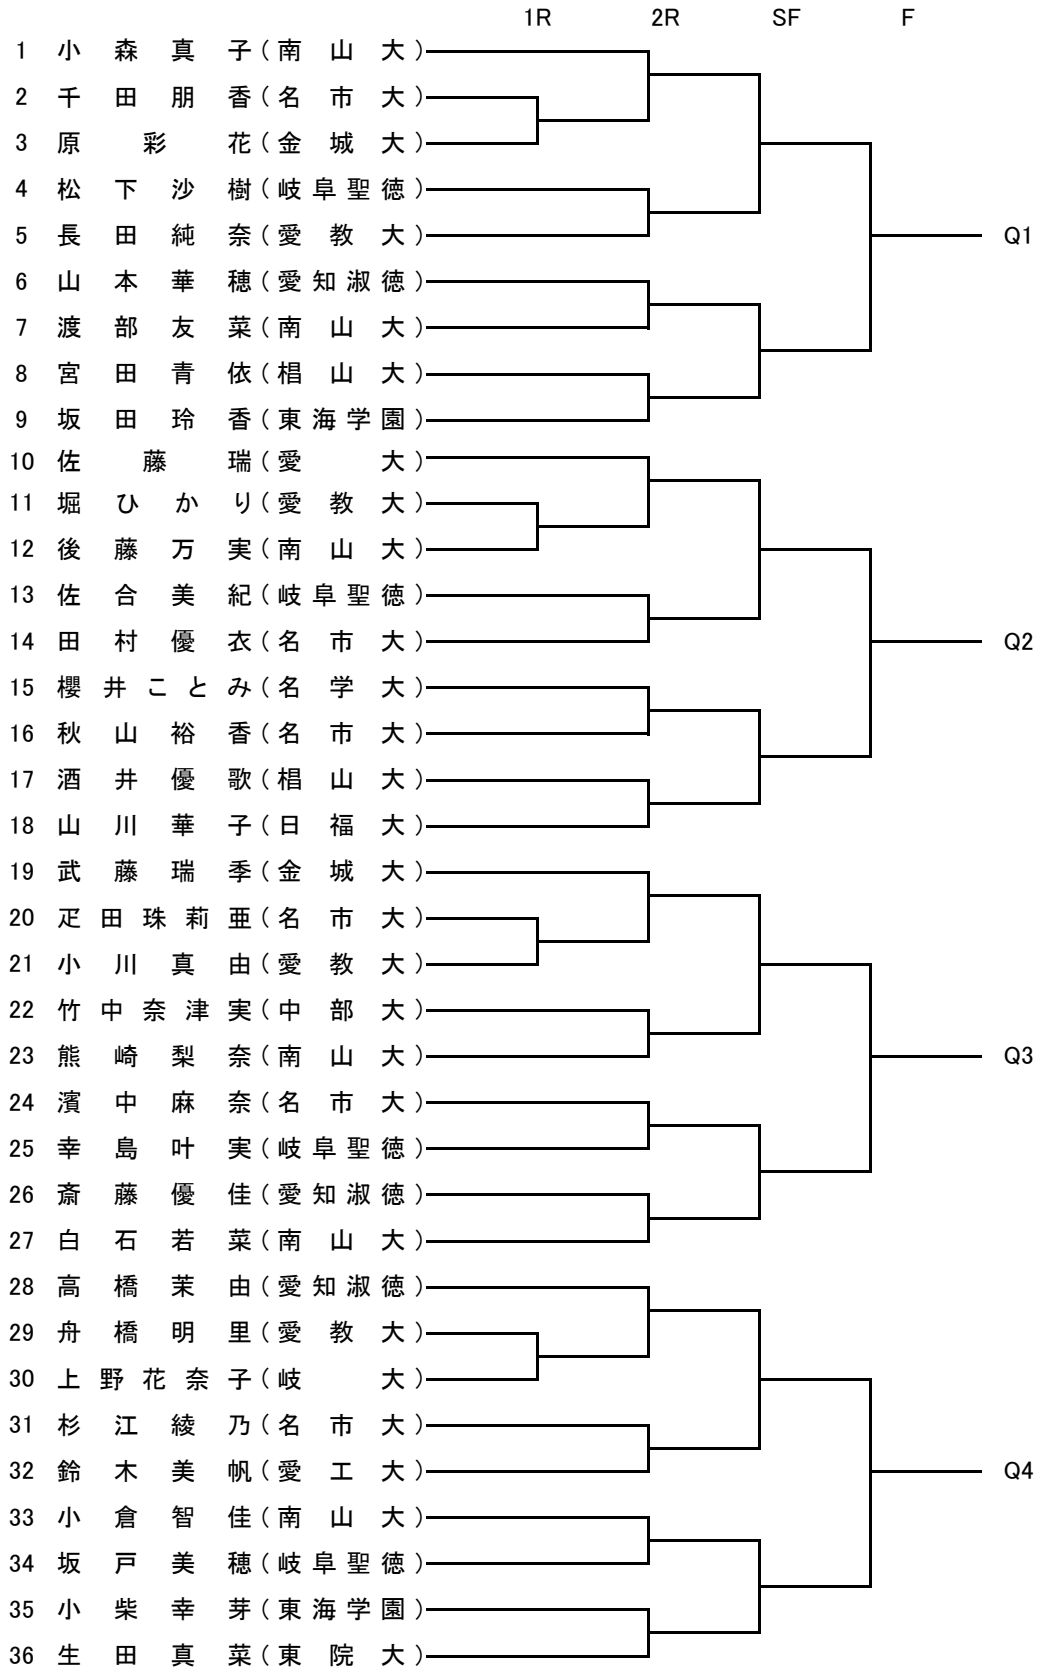 1R 2R SF F
1 小森真子(南山大)
2 千田朋香(名市大)
3 原彩花(金城大)
4 松下沙樹(岐阜聖徳)
5 長田純奈(愛教大)
Q1
6 山本華穂(愛知淑徳)
7 渡部友菜(南山大)
8 宮田青依(椙山大)
9 坂田玲香(東海学園)
10 佐藤瑞(愛大)
11 堀ひかり(愛教大)
12 後藤万実(南山大)
13 佐合美紀(岐阜聖徳)
14 田村優衣(名市大)
Q2
15 櫻井ことみ(名学大)
16 秋山裕香(名市大)
17 酒井優歌(椙山大)
18 山川華子(日福大)
19 武藤瑞季(金城大)
20 疋田珠莉亜(名市大)
21 小川真由(愛教大)
22 竹中奈津実(中部大)
23 熊崎梨奈(南山大)
Q3
24 濱中麻奈(名市大)
25 幸島叶実(岐阜聖徳)
26 斎藤優佳(愛知淑徳)
27 白石若菜(南山大)
28 高橋茉由(愛知淑徳)
29 舟橋明里(愛教大)
30 上野花奈子(岐大)
31 杉江綾乃(名市大)
32 鈴木美帆(愛工大)
Q4
33 小倉智佳(南山大)
34 坂戸美穂(岐阜聖徳)
35 小柴幸芽(東海学園)
36 生田真菜(東院大)